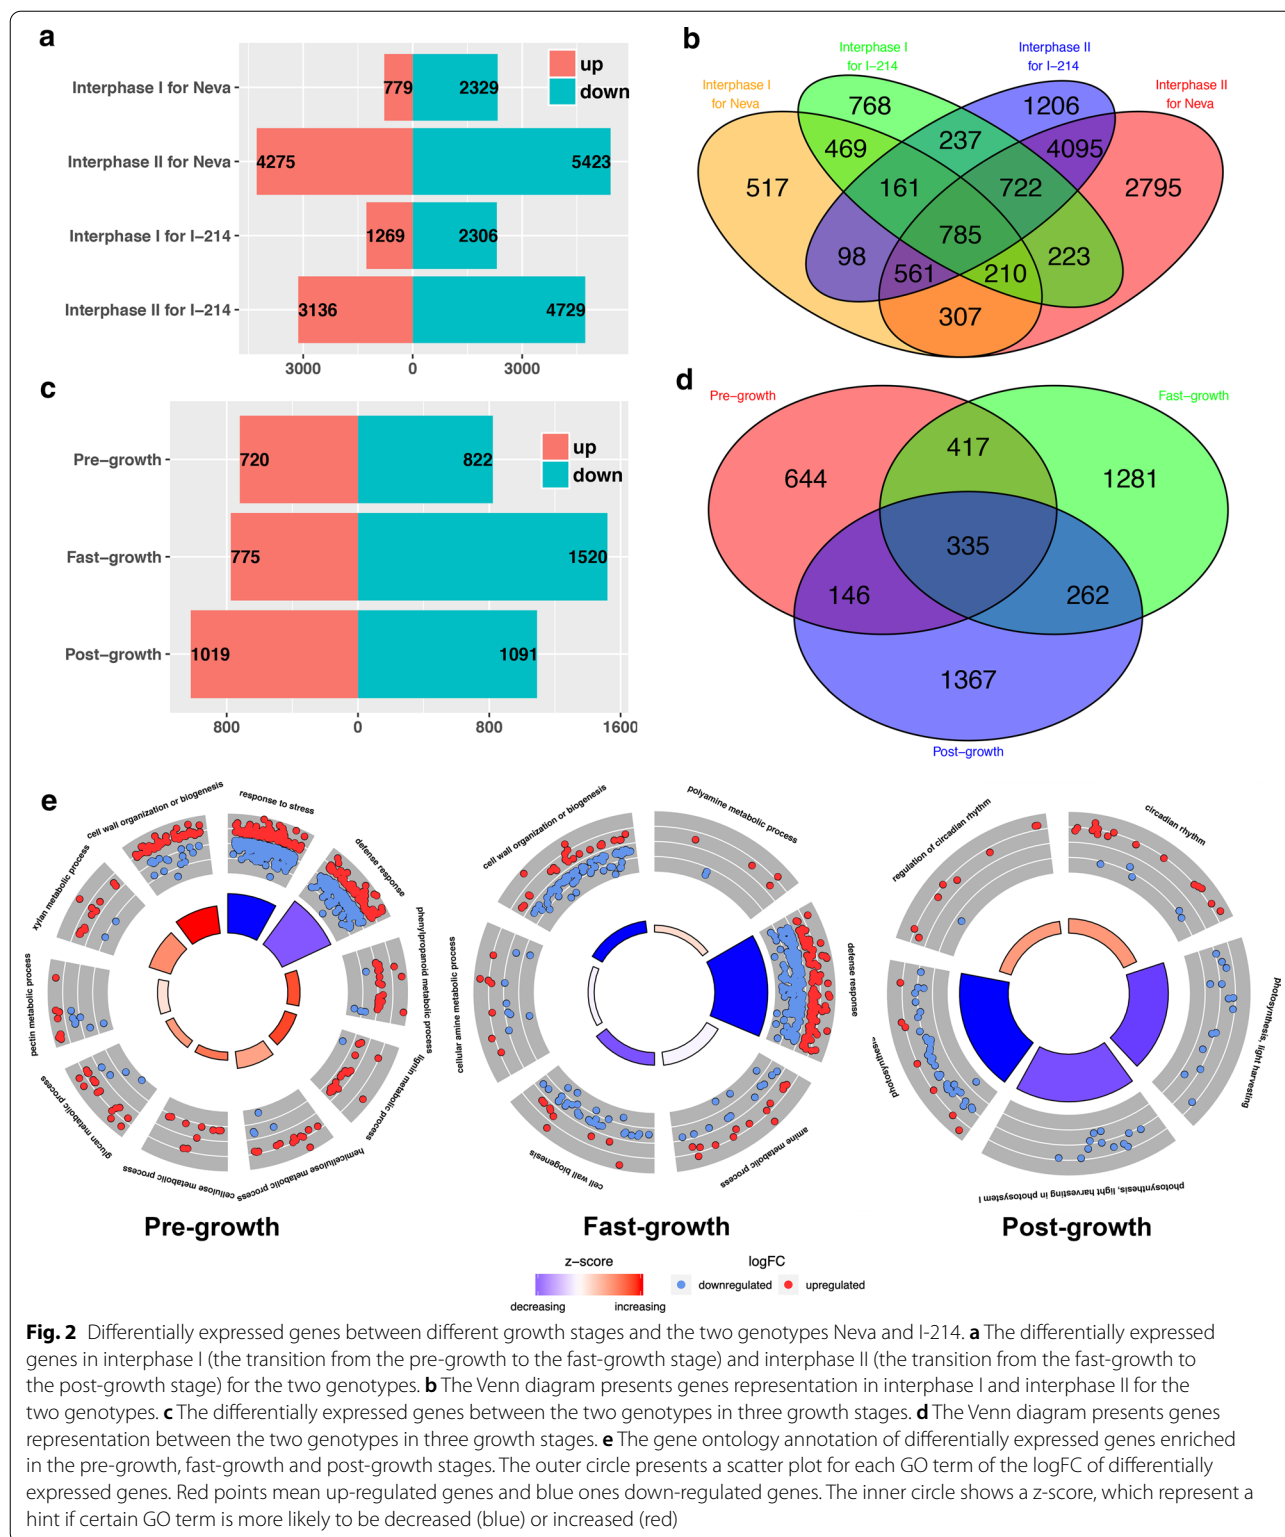 a
up
down
Interphase I for Neva
779
2329
Interphase II for Neva
4275
5423
Interphase I for I−214
1269
2306
Interphase II for I−214
3136
4729
3000
0
3000
b
Interphase I
for I−214
Interphase II
for I−214
Interphase I
for Neva
Interphase II
for Neva
768
1206
469
237
4095
517
161
722
2795
785
98
561
210
223
307
c
up
down
Pre−growth
720
822
Fast−growth
775
1520
Post−growth
1019
1091
800
0
800
1600
d
Pre−growth
Fast−growth
417
644
1281
335
146
262
1367
Post−growth
e
cell wall organization or biogenesis
response to stress
defense response
phenylpropanoid metabolic process
lignin metabolic process
hemicellulose metabolic process
cellulose metabolic process
glucan metabolic process
pectin metabolic process
xylan metabolic process
Pre-growth
cell wall organization or biogenesis
polyamine metabolic process
defense response
amine metabolic process
cell wall biogenesis
cellular amine metabolic process
Fast-growth
regulation of circadian rhythm
circadian rhythm
photosynthesis, light harvesting
photosynthesis, light harvesting in photosystem I
photosynthesis
Post-growth
z−score
decreasing
increasing
logFC
downregulated
upregulated
Fig. 2 Differentially expressed genes between different growth stages and the two genotypes Neva and I-214. a The differentially expressed
genes in interphase I (the transition from the pre-growth to the fast-growth stage) and interphase II (the transition from the fast-growth to
the post-growth stage) for the two genotypes. b The Venn diagram presents genes representation in interphase I and interphase II for the
two genotypes. c The differentially expressed genes between the two genotypes in three growth stages. d The Venn diagram presents genes
representation between the two genotypes in three growth stages. e The gene ontology annotation of differentially expressed genes enriched
in the pre-growth, fast-growth and post-growth stages. The outer circle presents a scatter plot for each GO term of the logFC of differentially
expressed genes. Red points mean up-regulated genes and blue ones down-regulated genes. The inner circle shows a z-score, which represent a
hint if certain GO term is more likely to be decreased (blue) or increased (red)